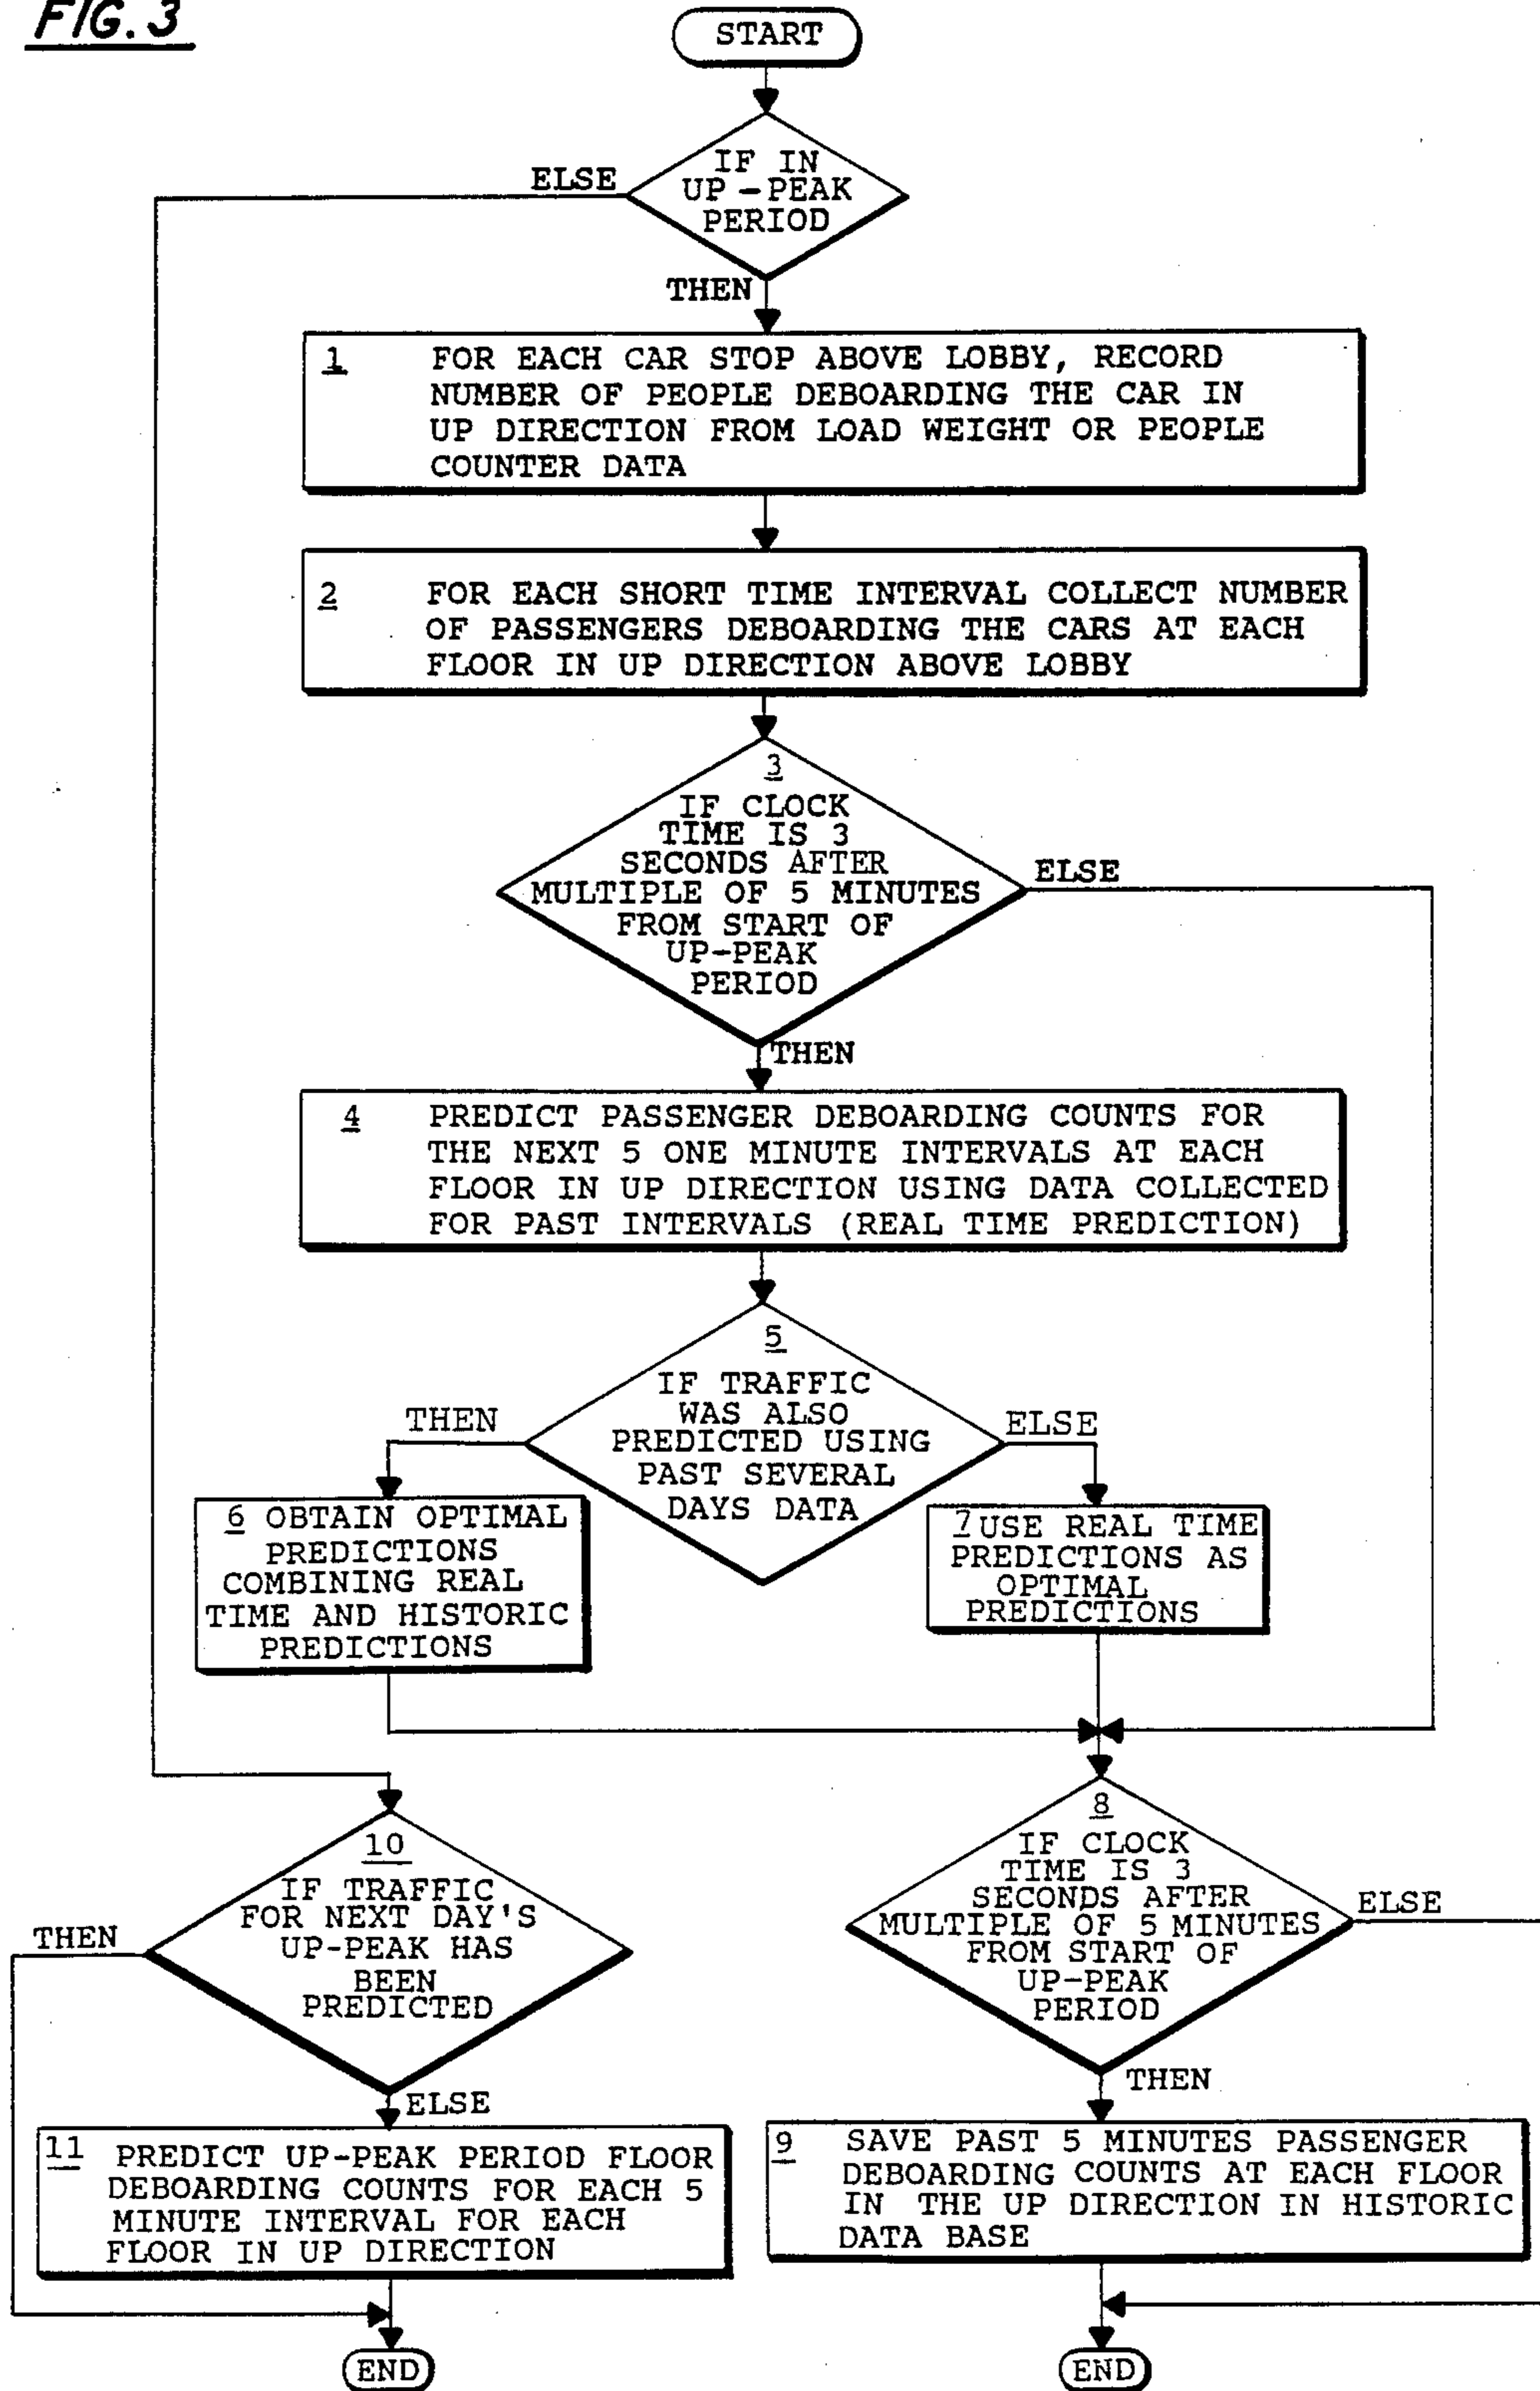 FIG. 3
START
IF IN
UP-PEAK
PERIOD
ELSE
THEN
1 FOR EACH CAR STOP ABOVE LOBBY, RECORD
NUMBER OF PEOPLE DEBOARDING THE CAR IN
UP DIRECTION FROM LOAD WEIGHT OR PEOPLE
COUNTER DATA
2 FOR EACH SHORT TIME INTERVAL COLLECT NUMBER
OF PASSENGERS DEBOARDING THE CARS AT EACH
FLOOR IN UP DIRECTION ABOVE LOBBY
3
IF CLOCK
TIME IS 3
SECONDS AFTER
MULTIPLE OF 5 MINUTES
FROM START OF
UP-PEAK
PERIOD
ELSE
THEN
4 PREDICT PASSENGER DEBOARDING COUNTS FOR
THE NEXT 5 ONE MINUTE INTERVALS AT EACH
FLOOR IN UP DIRECTION USING DATA COLLECTED
FOR PAST INTERVALS (REAL TIME PREDICTION)
5
IF TRAFFIC
WAS ALSO
PREDICTED USING
PAST SEVERAL
DAYS DATA
THEN
ELSE
6 OBTAIN OPTIMAL
PREDICTIONS
COMBINING REAL
TIME AND HISTORIC
PREDICTIONS
7 USE REAL TIME
PREDICTIONS AS
OPTIMAL
PREDICTIONS
10
IF TRAFFIC
FOR NEXT DAY'S
UP-PEAK HAS
BEEN
PREDICTED
THEN
ELSE
11 PREDICT UP-PEAK PERIOD FLOOR
DEBOARDING COUNTS FOR EACH 5
MINUTE INTERVAL FOR EACH
FLOOR IN UP DIRECTION
END
8
IF CLOCK
TIME IS 3
SECONDS AFTER
MULTIPLE OF 5 MINUTES
FROM START OF
UP-PEAK
PERIOD
ELSE
THEN
9 SAVE PAST 5 MINUTES PASSENGER
DEBOARDING COUNTS AT EACH FLOOR
IN THE UP DIRECTION IN HISTORIC
DATA BASE
END